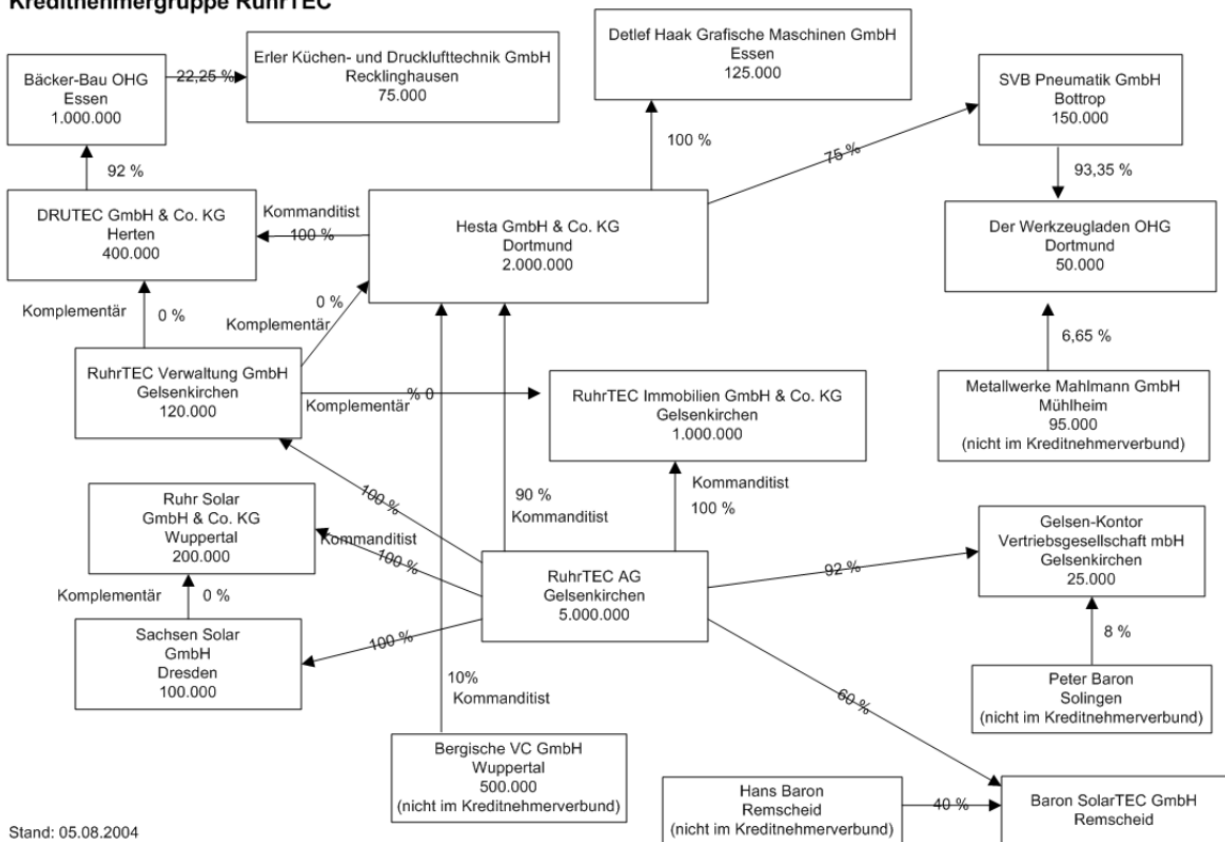 Kreditnehmergruppe RuhrTEC
Bäcker-Bau OHG
Essen
1.000.000
22,25 %
Erler Küchen- und Drucklufttechnik GmbH
Recklinghausen
75.000
Detlef Haak Grafische Maschinen GmbH
Essen
125.000
SVB Pneumatik GmbH
Bottrop
150.000
92 %
100 %
75 %
93,35 %
DRUTEC GmbH & Co. KG
Herten
400.000
Kommanditist
100 %
Hesta GmbH & Co. KG
Dortmund
2.000.000
Der Werkzeugladen OHG
Dortmund
50.000
Komplementär
0 %
Komplementär
0 %
6,65 %
RuhrTEC Verwaltung GmbH
Gelsenkirchen
120.000
Komplementär
% 0
RuhrTEC Immobilien GmbH & Co. KG
Gelsenkirchen
1.000.000
Metallwerke Mahlmann GmbH
Mühlheim
95.000
(nicht im Kreditnehmerverbund)
100 %
90 %
Kommanditist
Kommanditist
100 %
Ruhr Solar
GmbH & Co. KG
Wuppertal
200.000
Kommanditist
100 %
RuhrTEC AG
Gelsenkirchen
5.000.000
92 %
Gelsen-Kontor
Vertriebsgesellschaft mbH
Gelsenkirchen
25.000
Komplementär
0 %
8 %
Sachsen Solar
GmbH
Dresden
100.000
100 %
10%
Kommanditist
60 %
Peter Baron
Solingen
(nicht im Kreditnehmerverbund)
Bergische VC GmbH
Wuppertal
500.000
(nicht im Kreditnehmerverbund)
Hans Baron
Remscheid
(nicht im Kreditnehmerverbund)
40 %
Baron SolarTEC GmbH
Remscheid
Stand: 05.08.2004